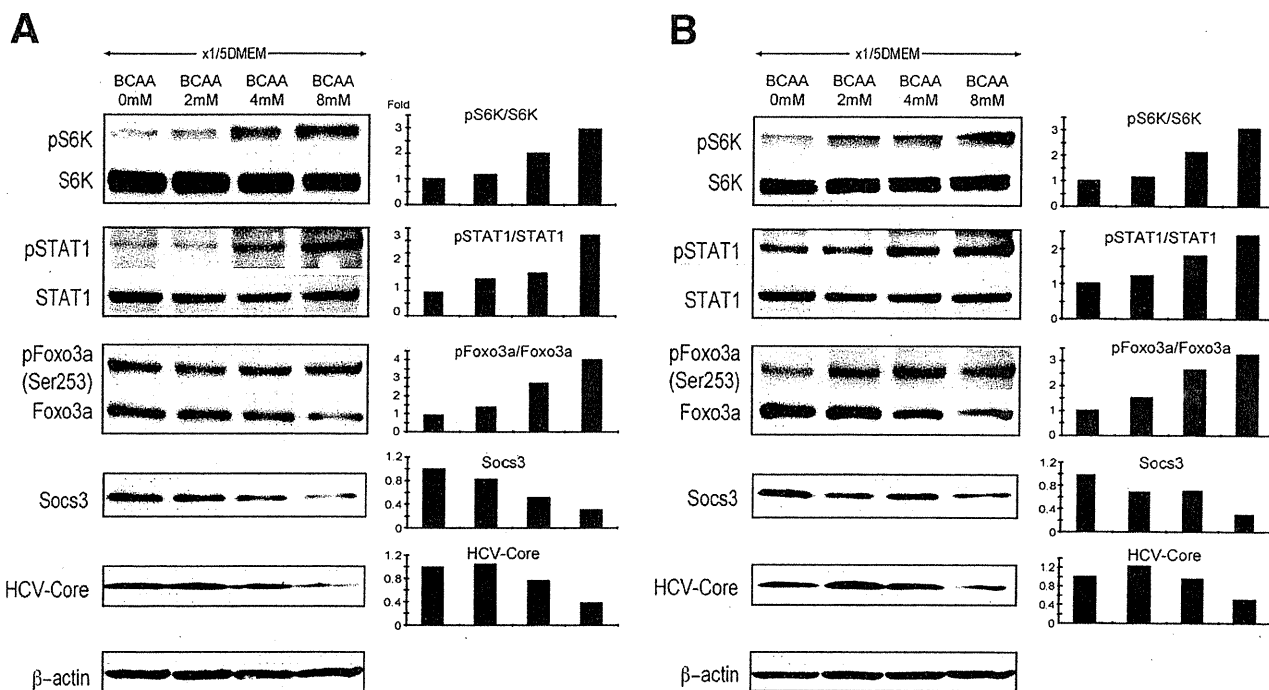 A
x1/5DMEM
BCAA BCAA BCAA BCAA
0mM 2mM 4mM 8mM
Fold
pS6K/S6K
pS6K
S6K
3
2
1
0
pSTAT1/STAT1
pSTAT1
STAT1
3
2
1
0
pFoxo3a/Foxo3a
pFoxo3a
(Ser253)
Foxo3a
4
3
2
1
0
Socs3
Socs3
1.2
0.8
0.4
0
HCV-Core
HCV-Core
1.2
0.8
0.4
0
β-actin
B
x1/5DMEM
BCAA BCAA BCAA BCAA
0mM 2mM 4mM 8mM
pS6K/S6K
pS6K
S6K
3
2
1
0
pSTAT1/STAT1
pSTAT1
STAT1
2
1
0
pFoxo3a/Foxo3a
pFoxo3a
(Ser253)
Foxo3a
3
2
1
0
Socs3
Socs3
1.2
0.8
0.4
0
HCV-Core
HCV-Core
1.2
0.8
0.4
0
β-actin